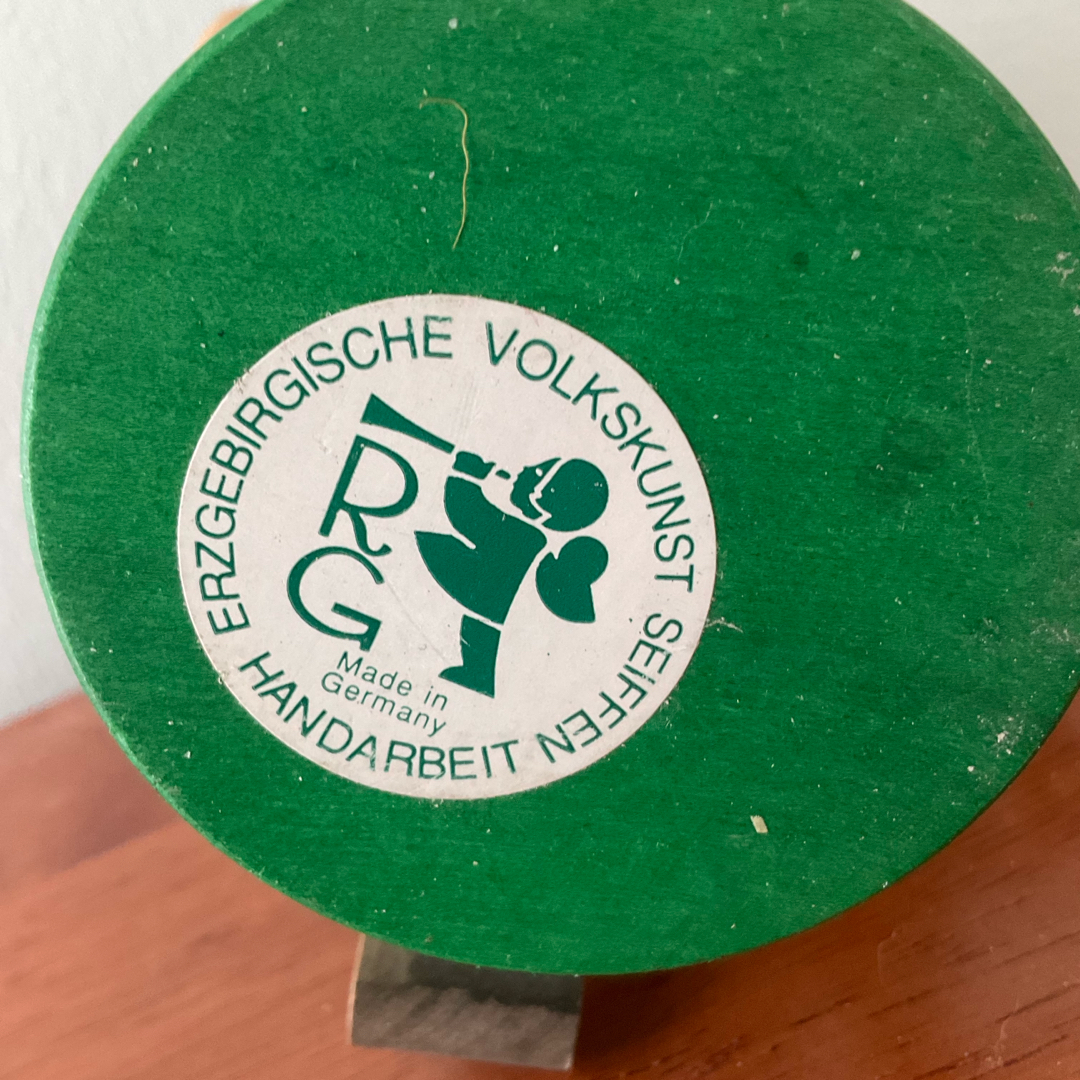 ERZGEBIRGISCHE VOLKSKUNST SEiFFEN
RG
Made in
Germany
HANDARBEIT